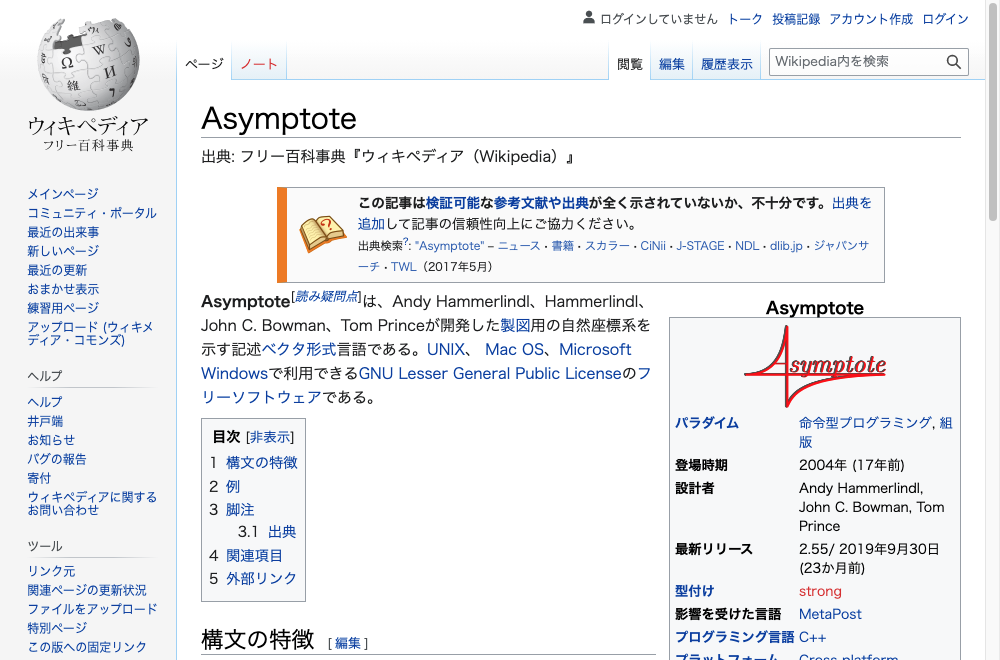 ログインしていません トーク 投稿記録 アカウント作成 ログイン
ページ ノート 閲覧 編集 履歴表示 Wikipedia内を検索
ウィキペディア
フリー百科事典
メインページ
コミュニティ・ポータル
最近の出来事
新しいページ
最近の更新
おまかせ表示
練習用ページ
アップロード (ウィキメ
ディア・コモンズ)
ヘルプ
ヘルプ
井戸端
お知らせ
バグの報告
寄付
ウィキペディアに関する
お問い合わせ
ツール
リンク元
関連ページの更新状況
ファイルをアップロード
特別ページ
この版への固定リンク
Asymptote
出典: フリー百科事典『ウィキペディア（Wikipedia）』
この記事は検証可能な参考文献や出典が全く示されていないか、不十分です。出典を
追加して記事の信頼性向上にご協力ください。
出典検索?: "Asymptote" – ニュース · 書籍 · スカラー · CiNii · J-STAGE · NDL · dlib.jp · ジャパンサ
ーチ · TWL（2017年5月）
Asymptote[読み疑問点]は、Andy Hammerlindl、Hammerlindl、
John C. Bowman、Tom Princeが開発した製図用の自然座標系を
示す記述ベクタ形式言語である。UNIX、 Mac OS、Microsoft
Windowsで利用できるGNU Lesser General Public Licenseのフ
リーソフトウェアである。
目次 [非表示]
1 構文の特徴
2 例
3 脚注
3.1 出典
4 関連項目
5 外部リンク
構文の特徴 [ 編集 ]
Asymptote
Asymptote
パラダイム 命令型プログラミング, 組
版
登場時期 2004年 (17年前)
設計者 Andy Hammerlindl,
John C. Bowman, Tom
Prince
最新リリース 2.55/ 2019年9月30日
(23か月前)
型付け strong
影響を受けた言語 MetaPost
プログラミング言語 C++
プラットフォーム Cross-platform